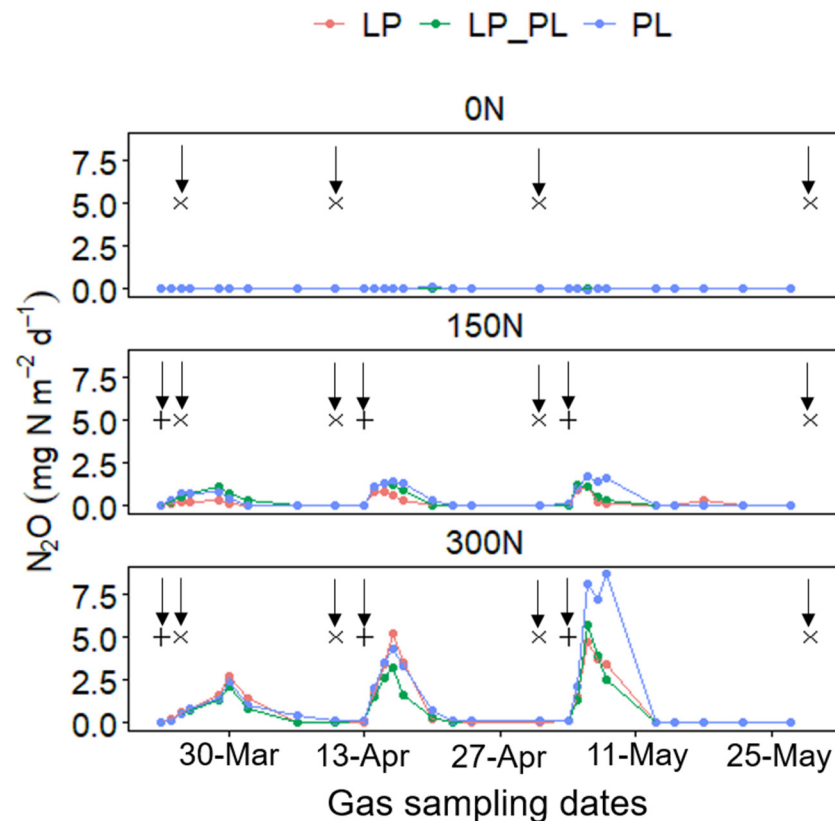 LP LP_PL PL
0N
7.5
5.0
2.5
0.0
150N
7.5
5.0
2.5
0.0
300N
7.5
5.0
2.5
0.0
N₂O (mg N m⁻² d⁻¹)
30-Mar 13-Apr 27-Apr 11-May 25-May
Gas sampling dates